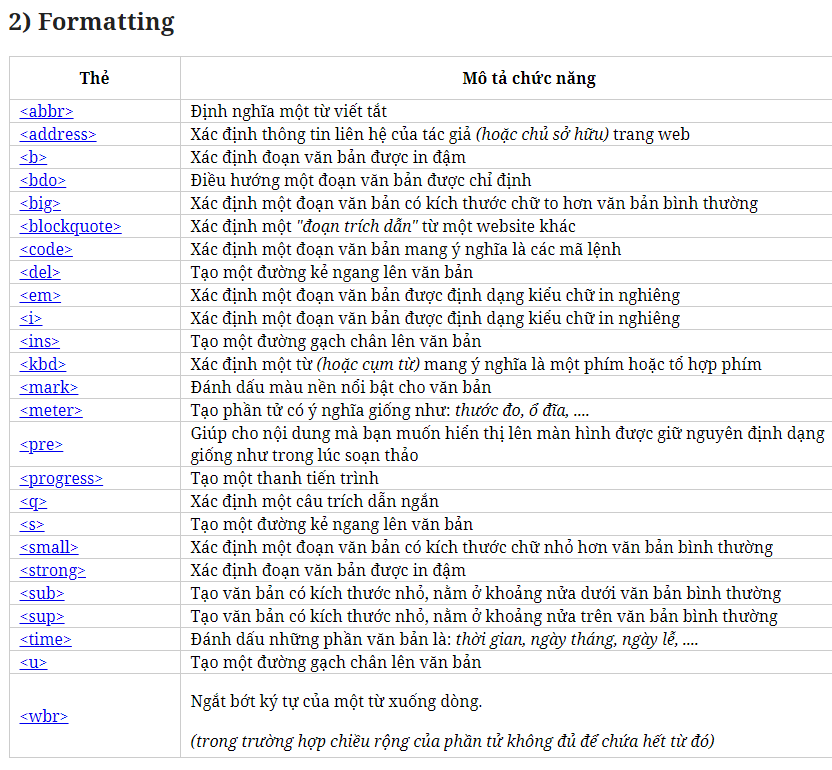 2) Formatting
Thẻ Mô tả chức năng
<abbr> Định nghĩa một từ viết tắt
<address> Xác định thông tin liên hệ của tác giả (hoặc chủ sở hữu) trang web
<b> Xác định đoạn văn bản được in đậm
<bdo> Điều hướng một đoạn văn bản được chỉ định
<big> Xác định một đoạn văn bản có kích thước chữ to hơn văn bản bình thường
<blockquote> Xác định một "đoạn trích dẫn" từ một website khác
<code> Xác định một đoạn văn bản mang ý nghĩa là các mã lệnh
<del> Tạo một đường kẻ ngang lên văn bản
<em> Xác định một đoạn văn bản được định dạng kiểu chữ in nghiêng
<i> Xác định một đoạn văn bản được định dạng kiểu chữ in nghiêng
<ins> Tạo một đường gạch chân lên văn bản
<kbd> Xác định một từ (hoặc cụm từ) mang ý nghĩa là một phím hoặc tổ hợp phím
<mark> Đánh dấu màu nền nổi bật cho văn bản
<meter> Tạo phần tử có ý nghĩa giống như: thước đo, ổ đĩa, ....
<pre> Giúp cho nội dung mà bạn muốn hiển thị lên màn hình được giữ nguyên định dạng
giống như trong lúc soạn thảo
<progress> Tạo một thanh tiến trình
<q> Xác định một câu trích dẫn ngắn
<s> Tạo một đường kẻ ngang lên văn bản
<small> Xác định một đoạn văn bản có kích thước chữ nhỏ hơn văn bản bình thường
<strong> Xác định đoạn văn bản được in đậm
<sub> Tạo văn bản có kích thước nhỏ, nằm ở khoảng nửa dưới văn bản bình thường
<sup> Tạo văn bản có kích thước nhỏ, nằm ở khoảng nửa trên văn bản bình thường
<time> Đánh dấu những phần văn bản là: thời gian, ngày tháng, ngày lễ, ....
<u> Tạo một đường gạch chân lên văn bản
<wbr> Ngắt bớt ký tự của một từ xuống dòng.
(trong trường hợp chiều rộng của phần tử không đủ để chứa hết từ đó)